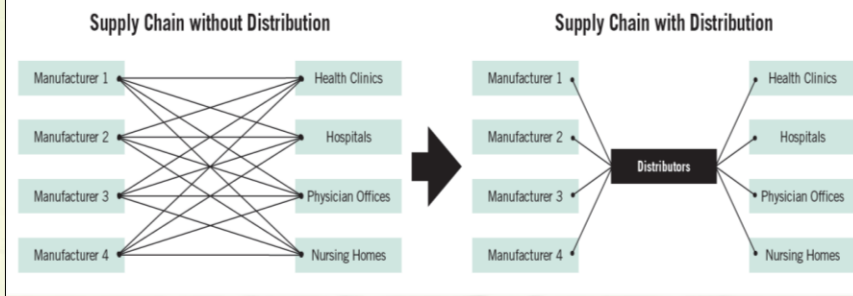 Supply Chain without Distribution
Manufacturer 1
Manufacturer 2
Manufacturer 3
Manufacturer 4
Health Clinics
Hospitals
Physician Offices
Nursing Homes
Supply Chain with Distribution
Manufacturer 1
Manufacturer 2
Manufacturer 3
Manufacturer 4
Distributors
Health Clinics
Hospitals
Physician Offices
Nursing Homes